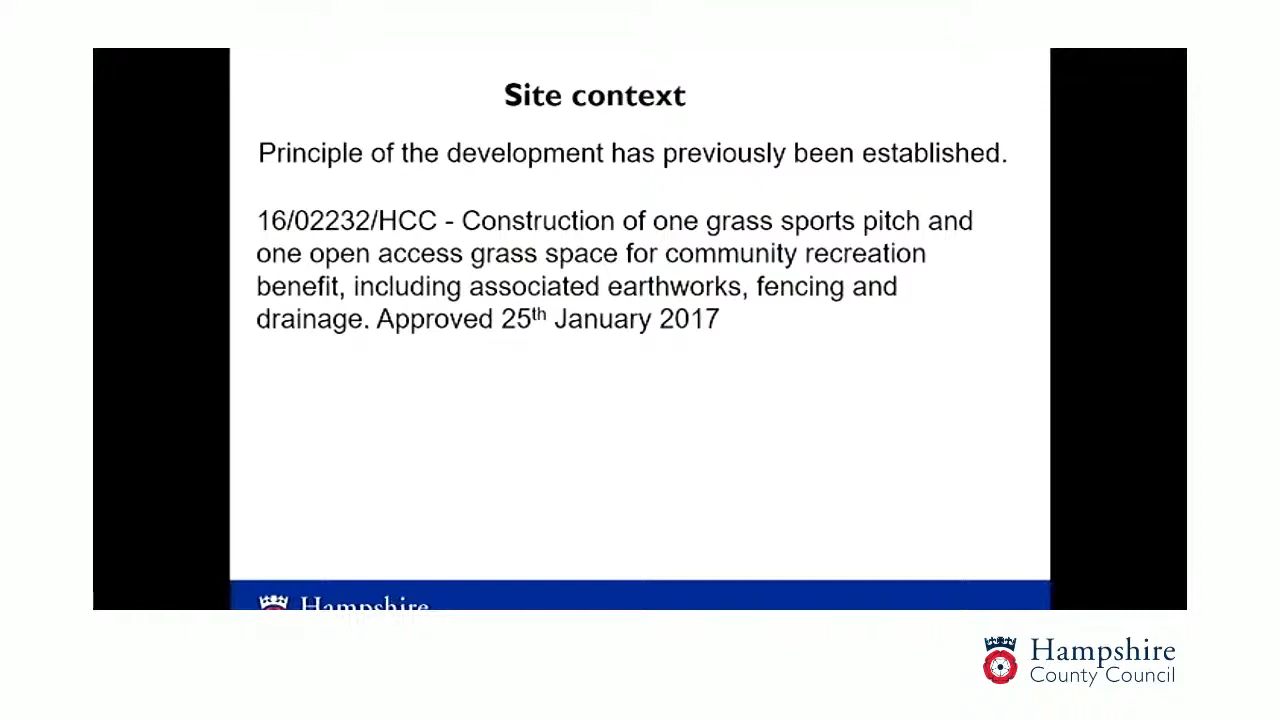 Site context
Principle of the development has previously been established.
16/02232/HCC - Construction of one grass sports pitch and
one open access grass space for community recreation
benefit, including associated earthworks, fencing and
drainage. Approved 25th January 2017
Hampshire
Hampshire
County Council